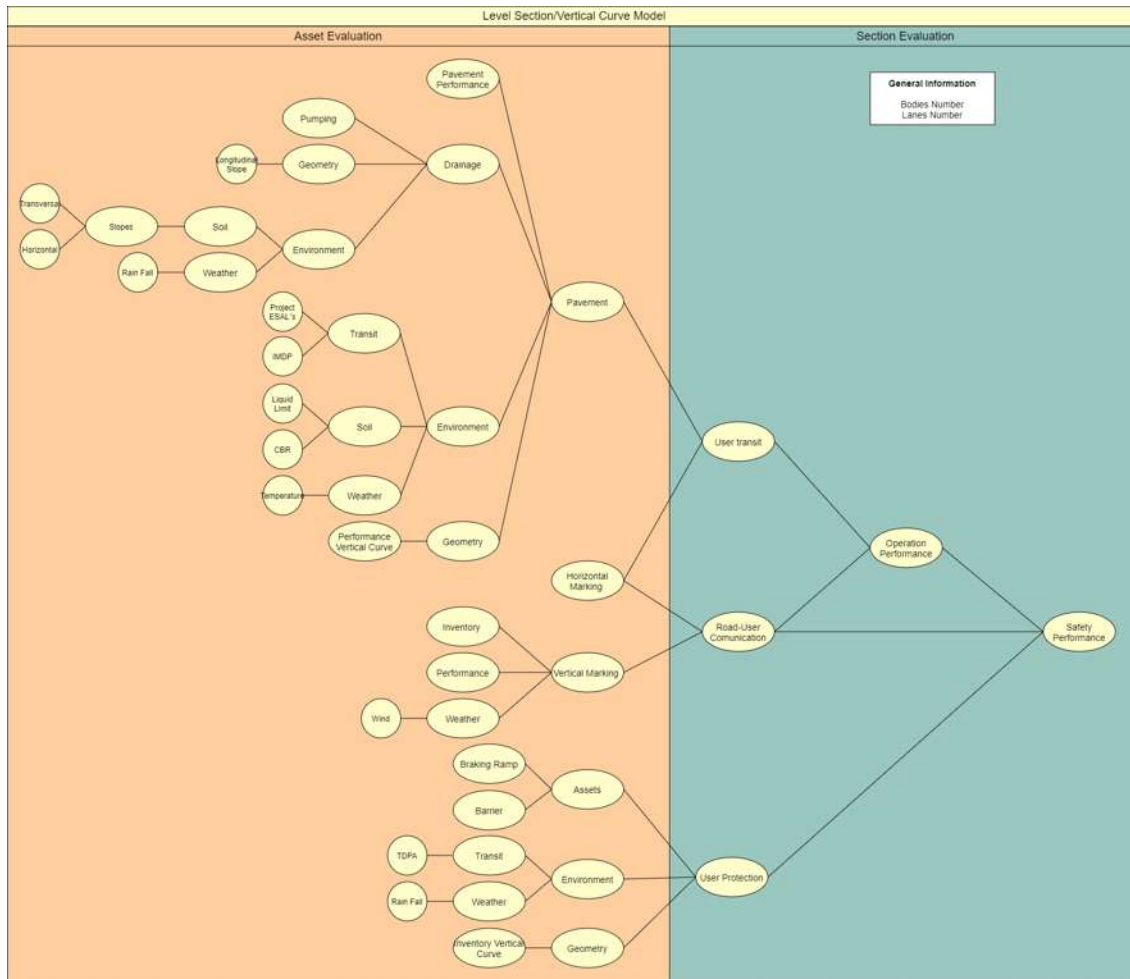 Level Section/Vertical Curve Model
Asset Evaluation
Section Evaluation
General Information
Bodies Number
Lanes Number
Pavement
Performance
Pumping
Longitudinal
Slope
Geometry
Drainage
Transversal
Horizontal
Slopes
Soil
Rain Fall
Weather
Environment
Project
ESAL's
IMDP
Transit
Liquid
Limit
CBR
Soil
Temperature
Weather
Environment
Performance
Vertical Curve
Geometry
Pavement
Horizontal
Marking
Inventory
Performance
Wind
Weather
Vertical Marking
Braking Ramp
Barrier
Assets
TDPA
Transit
Rain Fall
Weather
Environment
Inventory Vertical
Curve
Geometry
User transit
Road-User
Comunication
User Protection
Operation
Performance
Safety
Performance